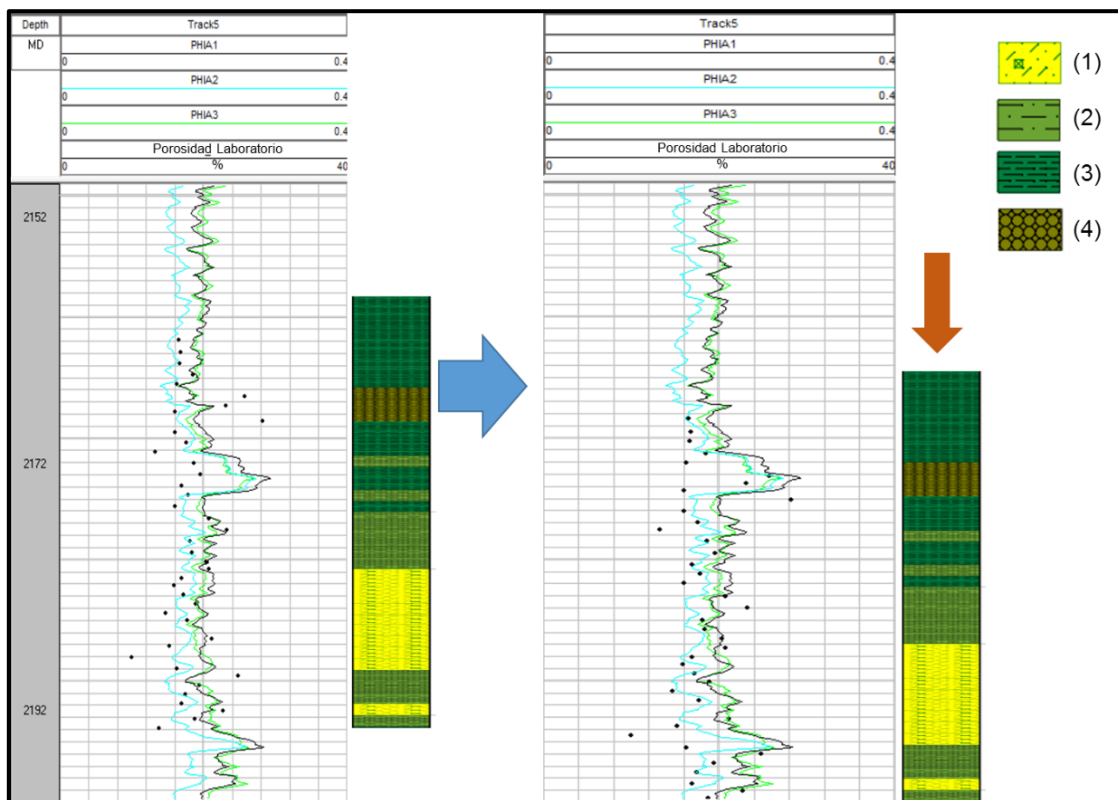 Depth
Track5
MD
PHIA1
0 0.4
PHIA2
0 0.4
PHIA3
0 0.4
Porosidad Laboratorio
0 % 40
2152
2172
2192
Track5
PHIA1
0 0.4
PHIA2
0 0.4
PHIA3
0 0.4
Porosidad Laboratorio
0 % 40
(1)
(2)
(3)
(4)